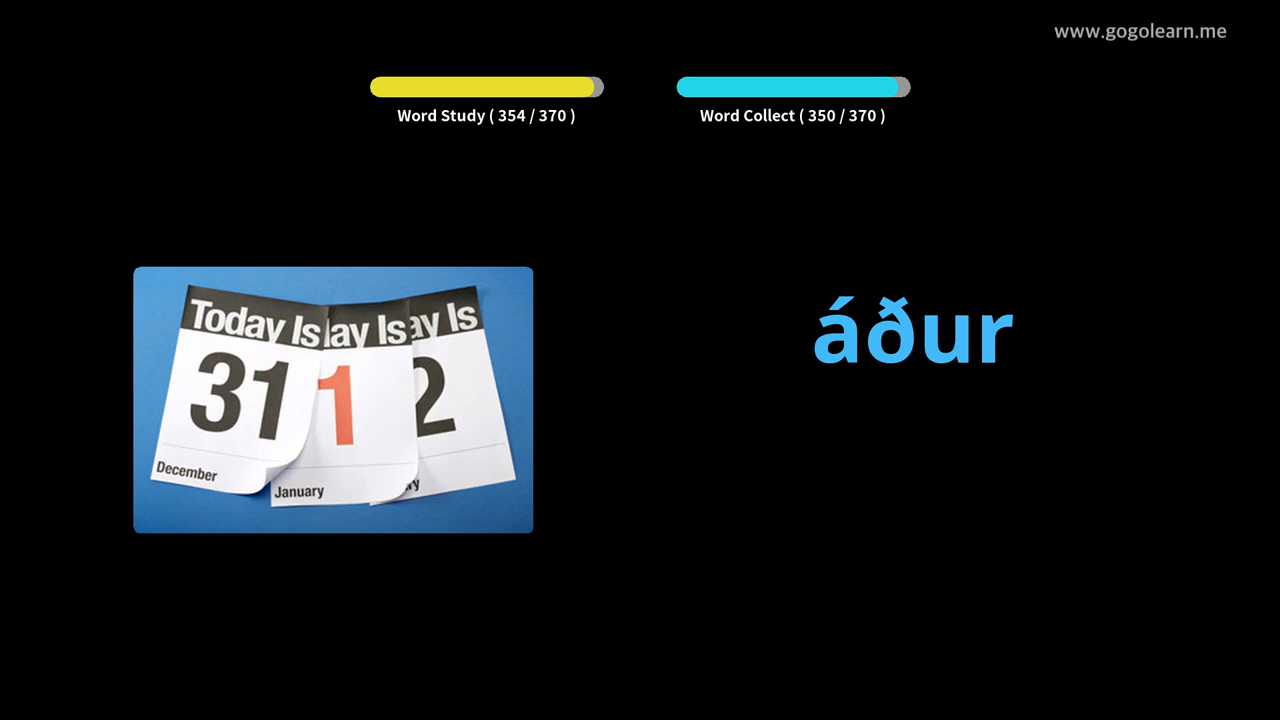 www.gogolearn.me
Word Study ( 354 / 370 )
Word Collect ( 350 / 370 )
áður
Today Is
31
December
ay Is
1
January
ay Is
2
ry